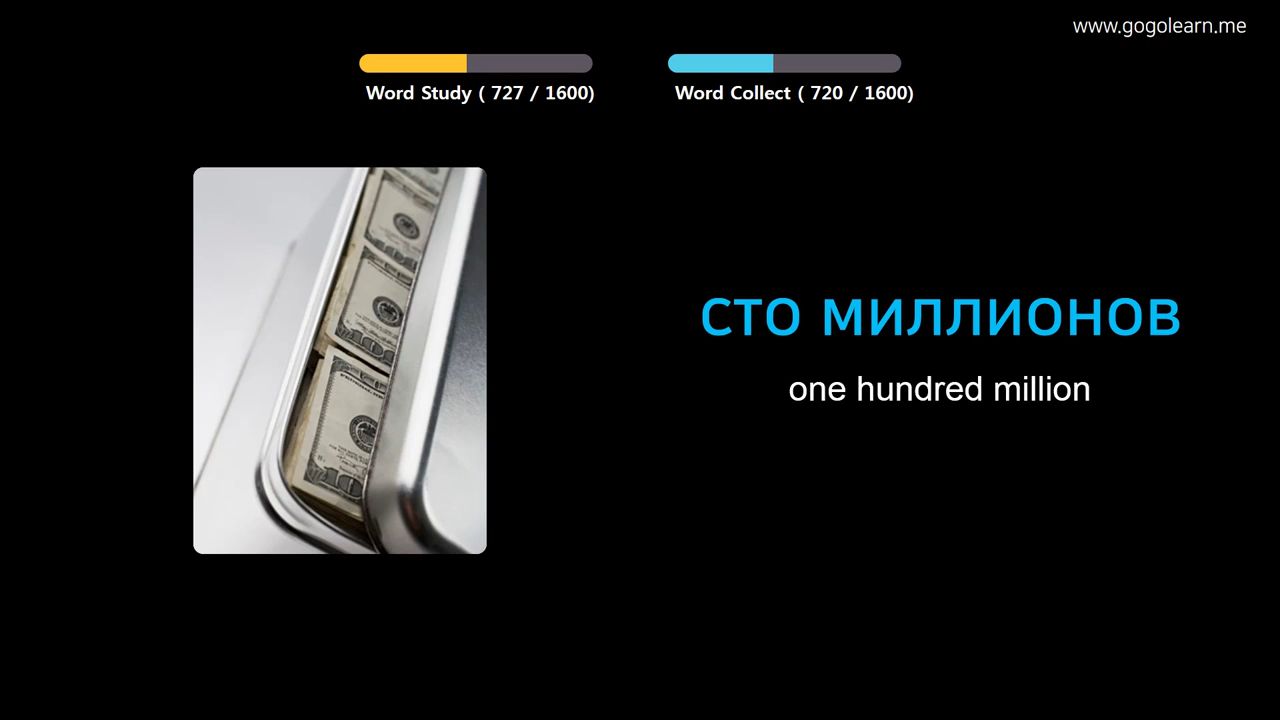 www.gogolearn.me
Word Study ( 727 / 1600)
Word Collect ( 720 / 1600)
сто миллионов
one hundred million